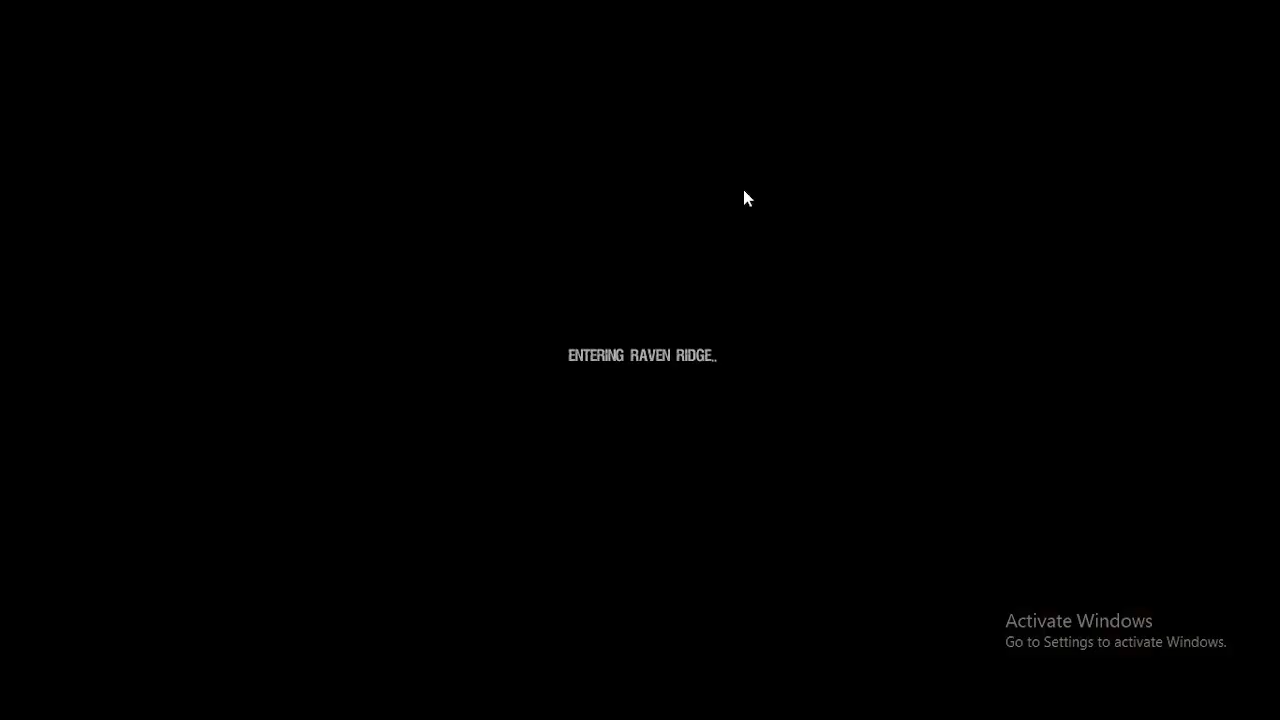 ENTERING RAVEN RIDGE..
Activate Windows
Go to Settings to activate Windows.